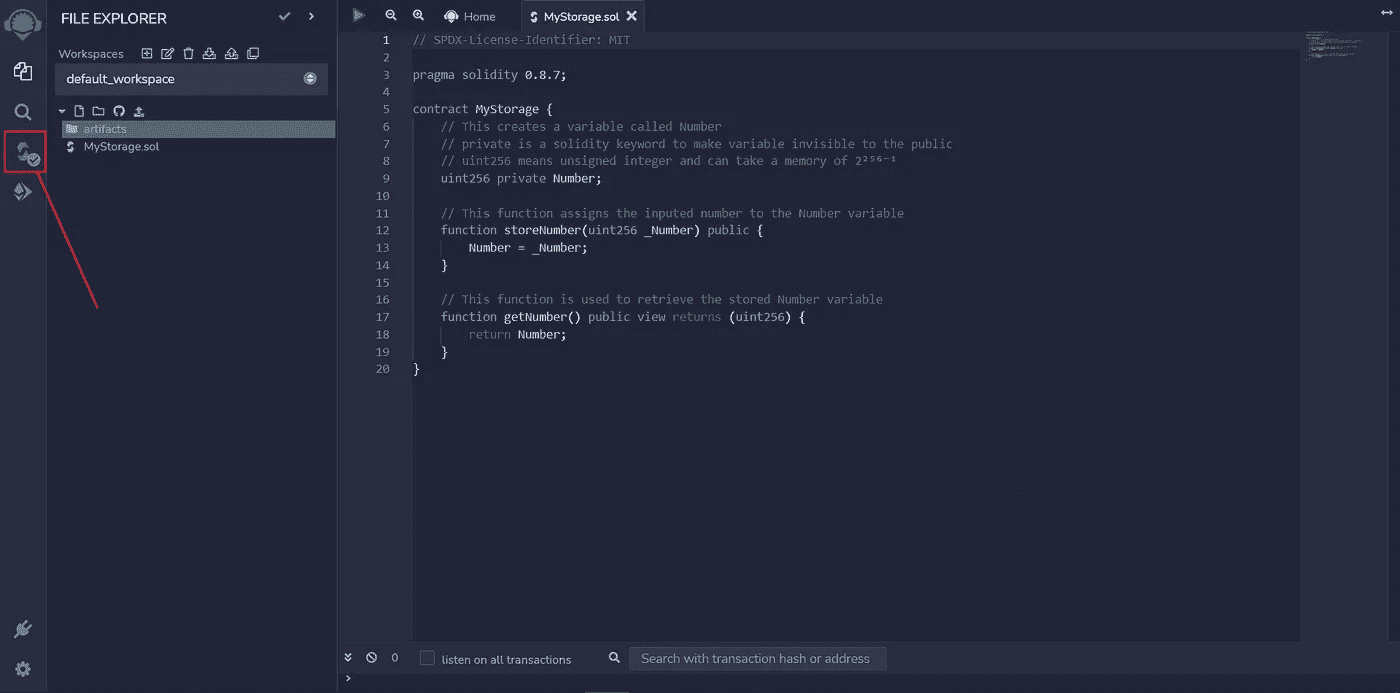 FILE EXPLORER
Workspaces
default_workspace
artifacts
MyStorage.sol
Home
MyStorage.sol
1 // SPDX-License-Identifier: MIT
2
3 pragma solidity 0.8.7;
4
5 contract MyStorage {
6 // This creates a variable called Number
7 // private is a solidity keyword to make variable invisible to the public
8 // uint256 means unsigned integer and can take a memory of 2²⁵⁶⁻¹
9 uint256 private Number;
10
11 // This function assigns the inputed number to the Number variable
12 function storeNumber(uint256 _Number) public {
13 Number = _Number;
14 }
15
16 // This function is used to retrieve the stored Number variable
17 function getNumber() public view returns (uint256) {
18 return Number;
19 }
20 }
0 listen on all transactions Search with transaction hash or address
>